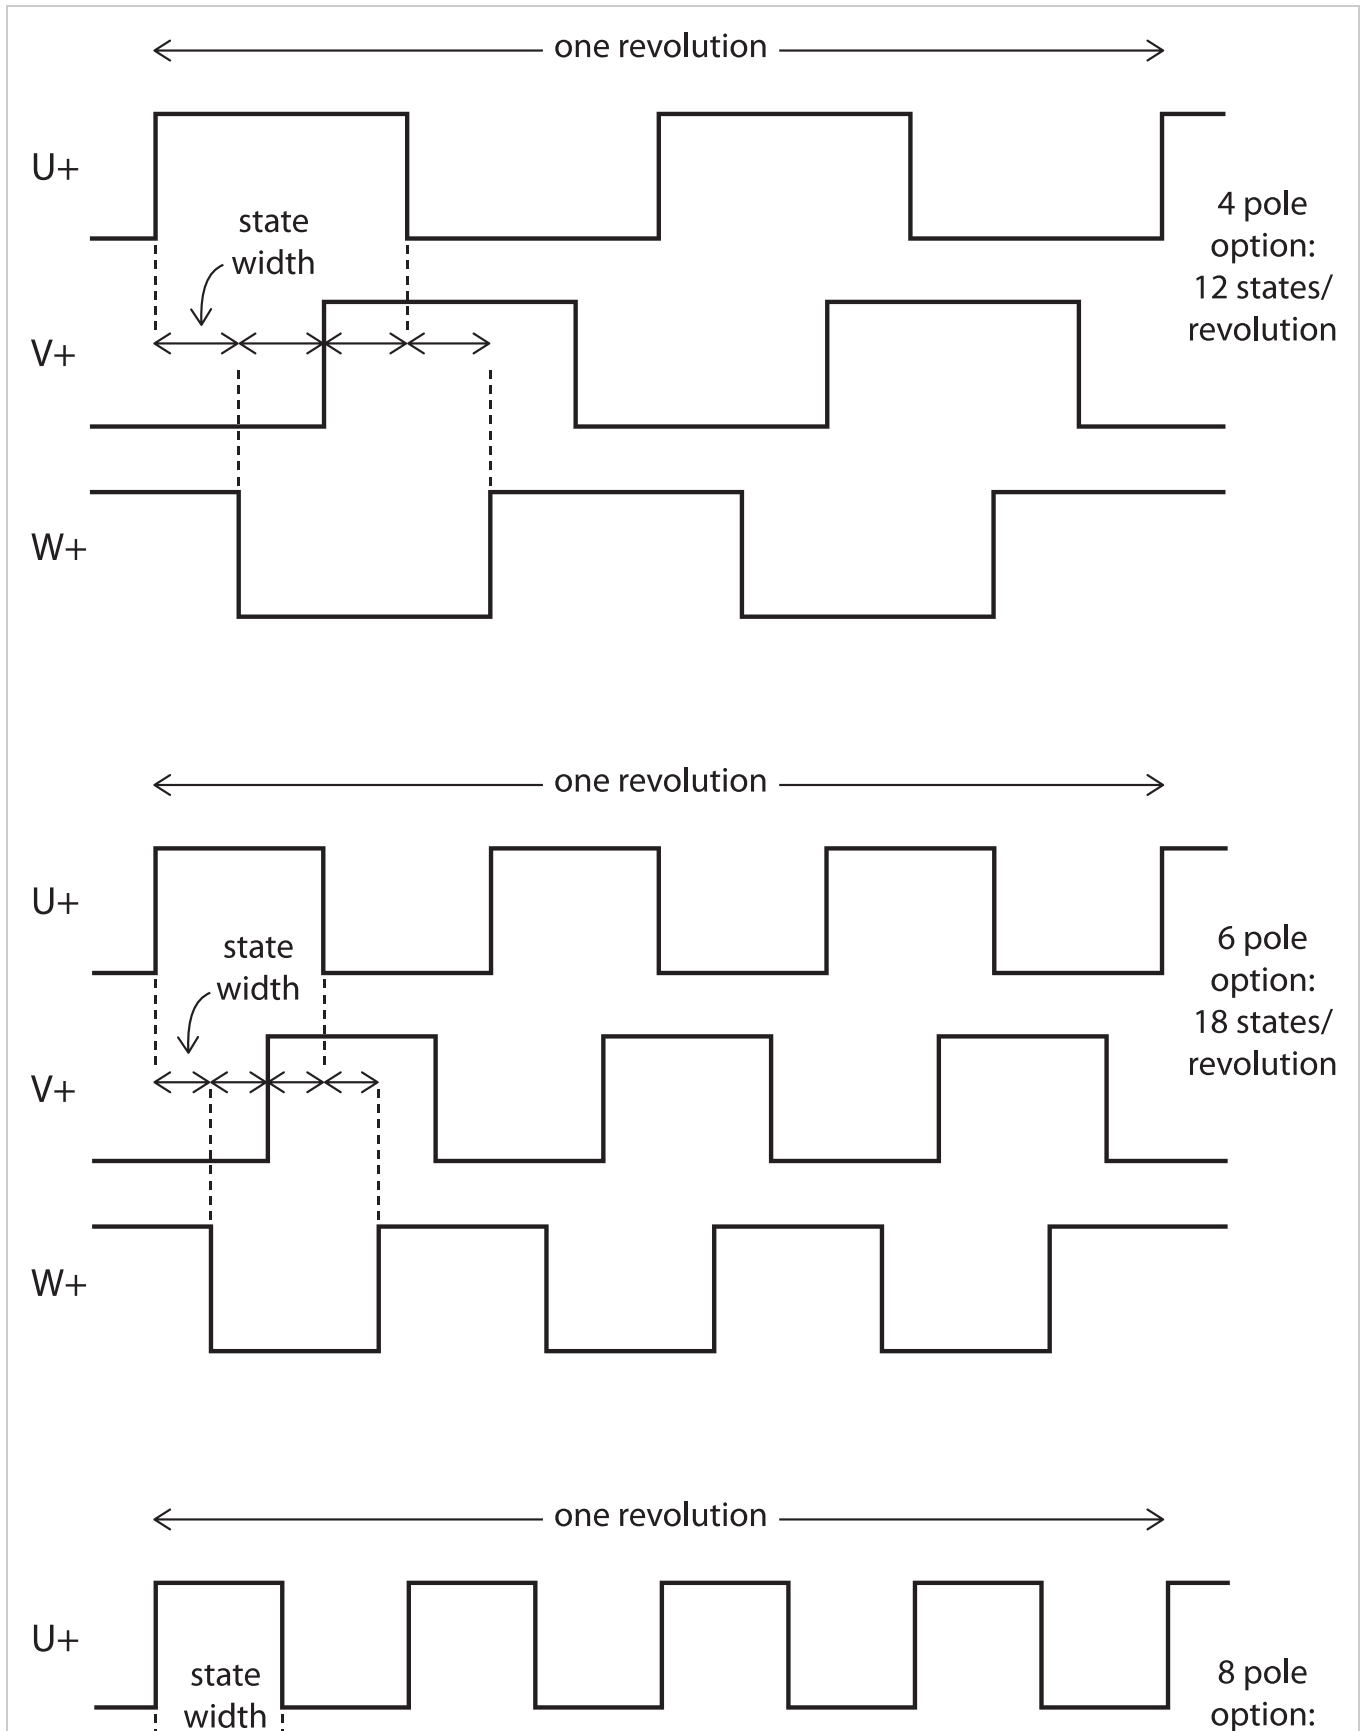 one revolution
U+
state
width
4 pole
option:
12 states/
revolution
V+
W+
one revolution
U+
state
width
6 pole
option:
18 states/
revolution
V+
W+
one revolution
U+
state
width
8 pole
option: